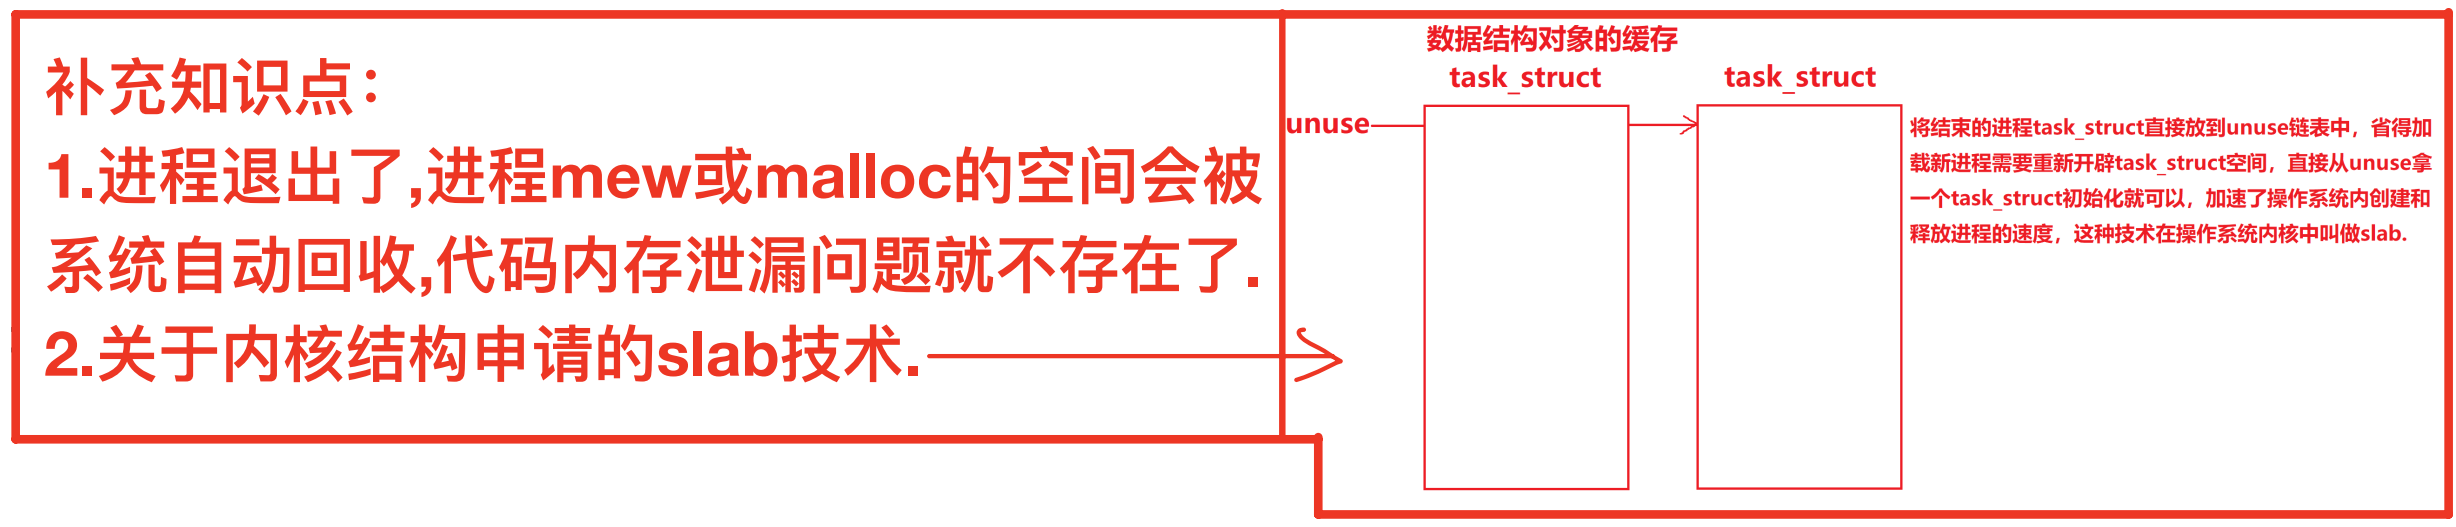 补充知识点：
1.进程退出了,进程mew或malloc的空间会被
系统自动回收,代码内存泄漏问题就不存在了.
2.关于内核结构申请的slab技术.
数据结构对象的缓存
task_struct
task_struct
unuse
将结束的进程task_struct直接放到unuse链表中，省得加
载新进程需要重新开辟task_struct空间，直接从unuse拿
一个task_struct初始化就可以，加速了操作系统内创建和
释放进程的速度，这种技术在操作系统内核中叫做slab.